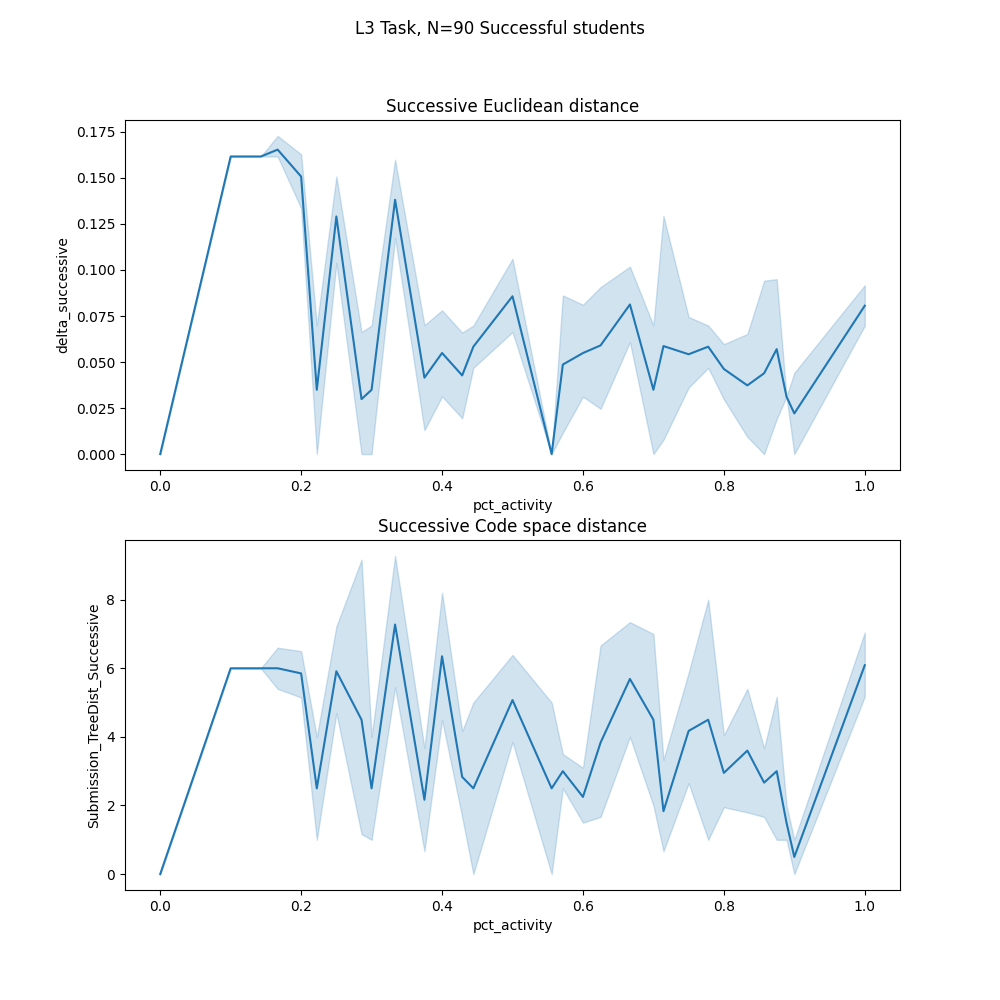 L3 Task, N=90 Successful students
Successive Euclidean distance
delta_successive
0.175
0.150
0.125
0.100
0.075
0.050
0.025
0.000
0.0 0.2 0.4 0.6 0.8 1.0
pct_activity
Successive Code space distance
Submission_TreeDist_Successive
8
6
4
2
0
0.0 0.2 0.4 0.6 0.8 1.0
pct_activity